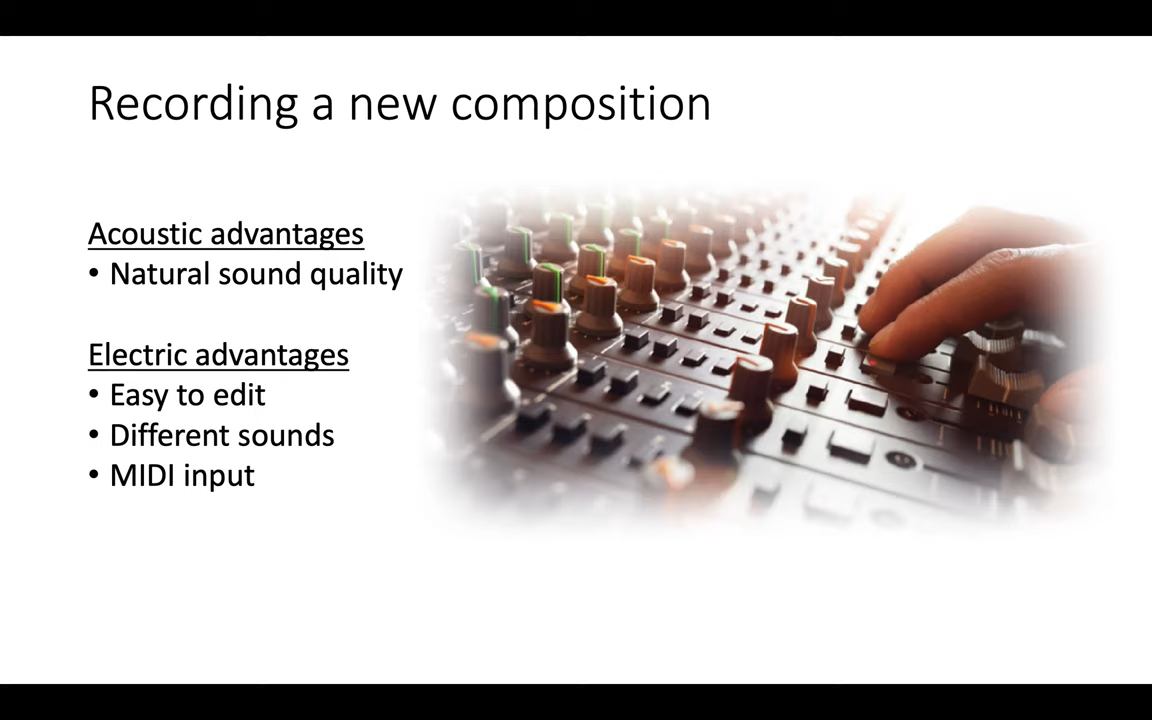 Recording a new composition
Acoustic advantages
• Natural sound quality
Electric advantages
• Easy to edit
• Different sounds
• MIDI input